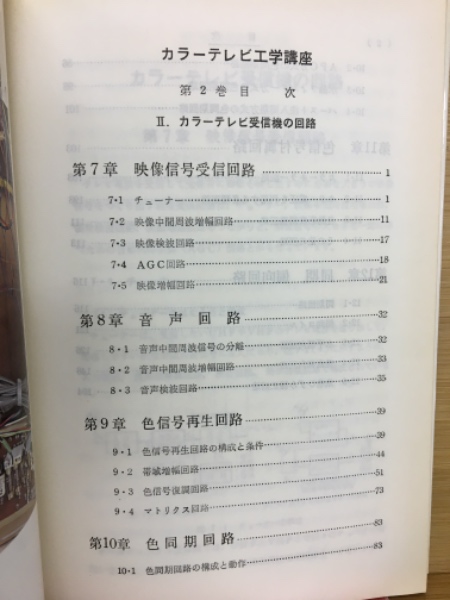 カラーテレビ工学講座
第2巻目　次
Ⅱ．カラーテレビ受信機の回路
第7章　映像信号受信回路 1
7・1　チューナー 1
7・2　映像中間周波増幅回路 11
7・3　映像検波回路 17
7・4　AGC回路 18
7・5　映像増幅回路 21
第8章　音声回路 32
8・1　音声中間周波信号の分離 32
8・2　音声中間周波増幅回路 33
8・3　音声検波回路 35
第9章　色信号再生回路 39
9・1　色信号再生回路の構成と条件 39
9・2　帯域増幅回路 44
9・3　色信号復調回路 51
9・4　マトリクス回路 73
第10章　色同期回路 83
10・1　色同期回路の構成と動作 83